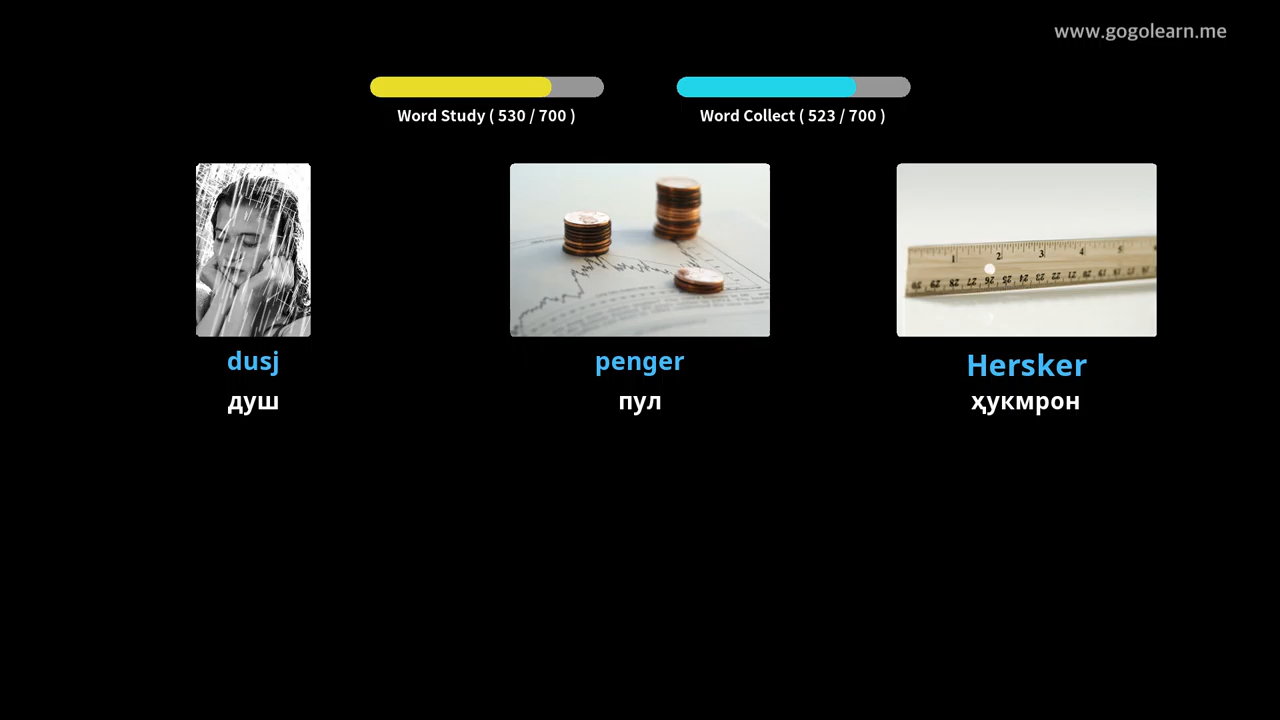 www.gogolearn.me
Word Study ( 530 / 700 )
Word Collect ( 523 / 700 )
dusj
душ
penger
пул
Hersker
ҳукмрон